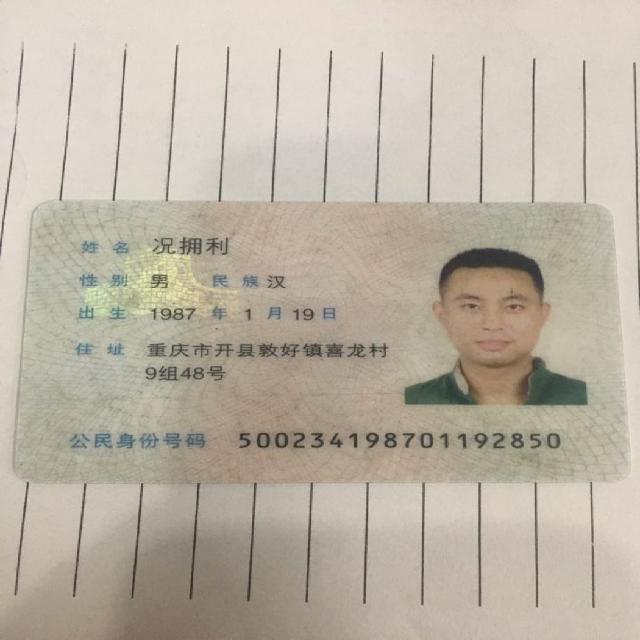 姓名 况拥利
性别 男 民族 汉
出生 1987 年 1 月 19 日
住址 重庆市开县敦好镇喜龙村
9组48号
公民身份号码 500234198701192850